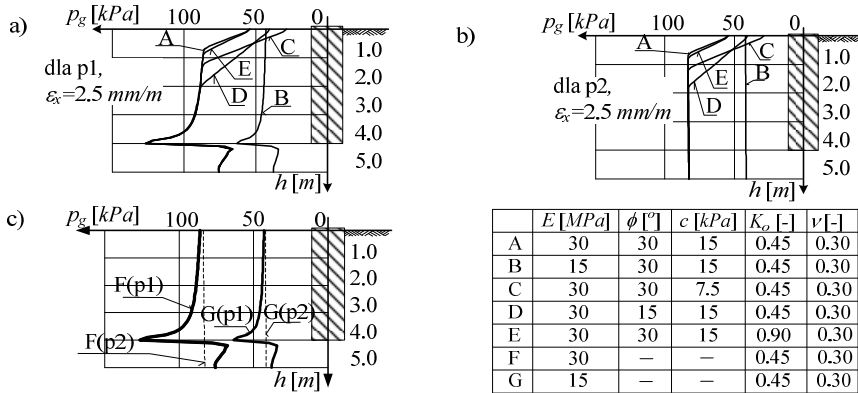 a)
p_g [kPa] 100 50 0
A
C
E
D
B
dla p1,
ε_x=2.5 mm/m
1.0
2.0
3.0
4.0
5.0
h [m]
b)
p_g [kPa] 100 50 0
A
C
E
B
D
dla p2,
ε_x=2.5 mm/m
1.0
2.0
3.0
4.0
5.0
h [m]
c)
p_g [kPa] 100 50 0
F(p1)
G(p1) G(p2)
F(p2)
1.0
2.0
3.0
4.0
5.0
h [m]
E [MPa] ϕ [°] c [kPa] K_o [-] ν [-]
A 30 30 15 0.45 0.30
B 15 30 15 0.45 0.30
C 30 30 7.5 0.45 0.30
D 30 15 15 0.45 0.30
E 30 30 15 0.90 0.30
F 30 – – 0.45 0.30
G 15 – – 0.45 0.30